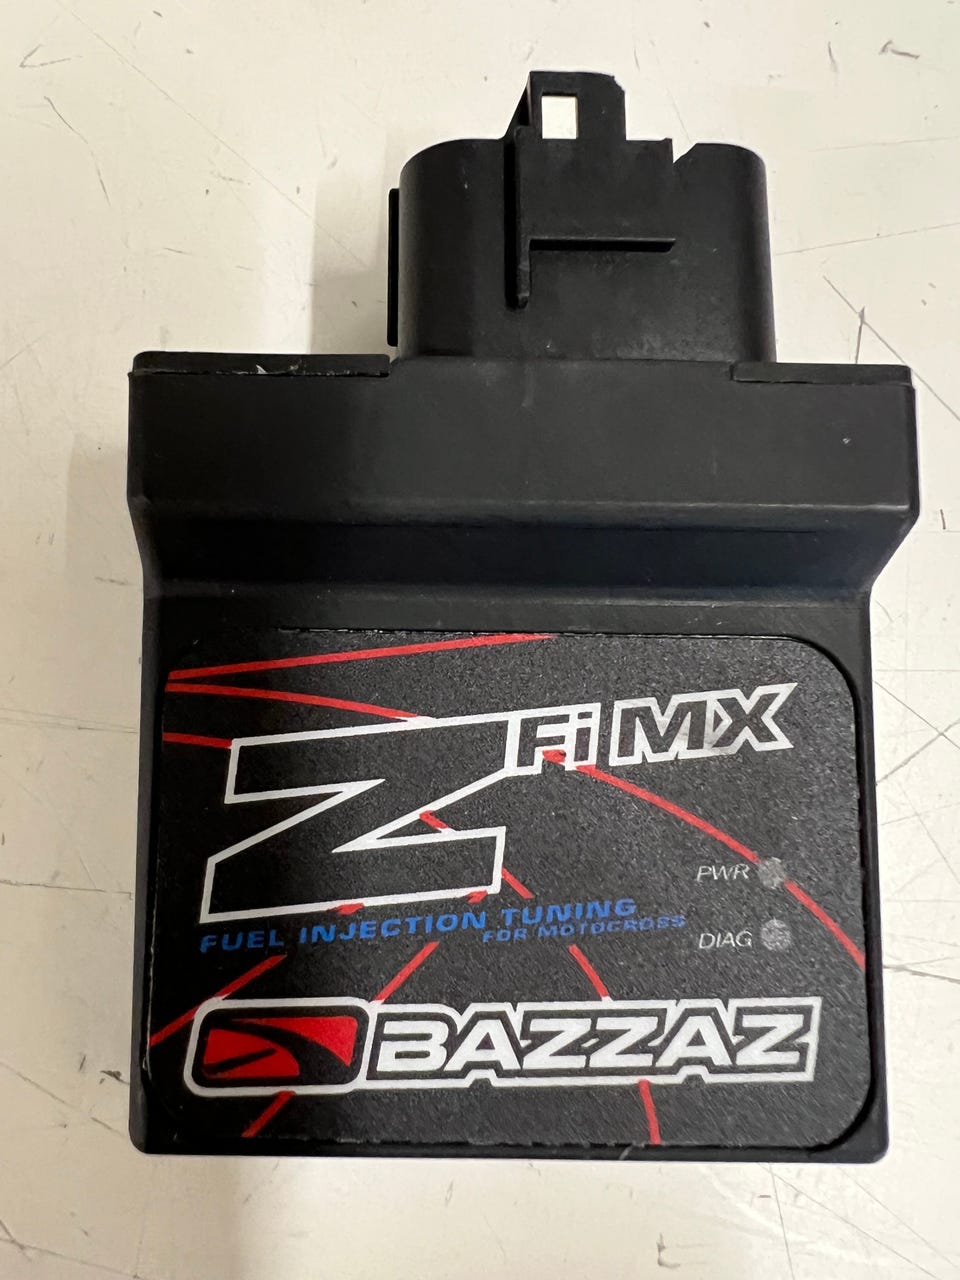 Z Fi MX
PWR
FUEL INJECTION TUNING
FOR MOTOCROSS
DIAG
BAZZAZ